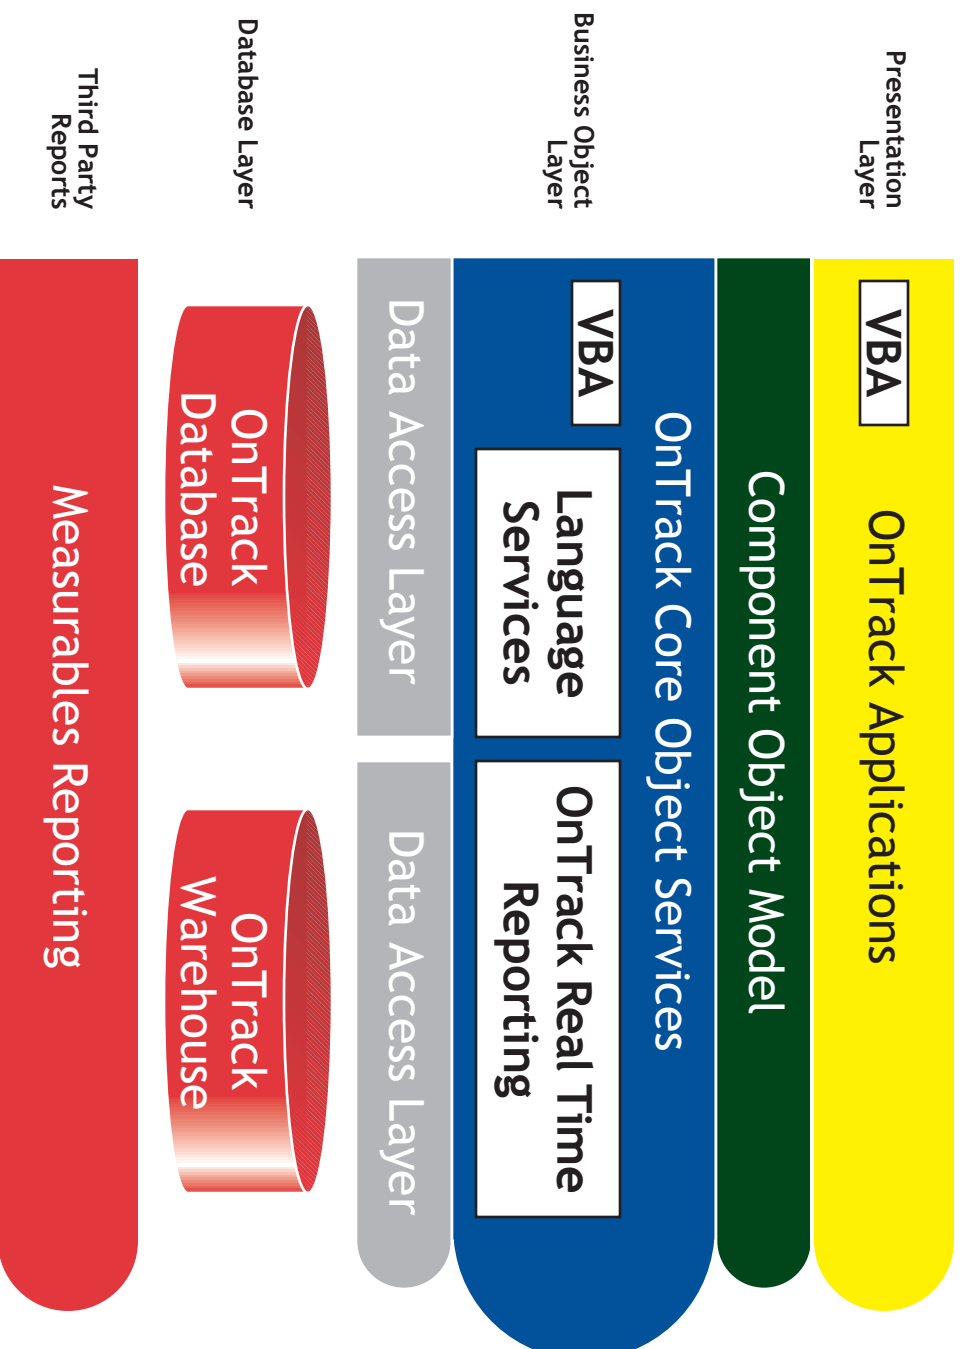 Presentation
Layer
VBA
OnTrack Applications
Component Object Model
Business Object
Layer
OnTrack Core Object Services
VBA
Language
Services
OnTrack Real Time
Reporting
Data Access Layer
Data Access Layer
Database Layer
OnTrack
Database
OnTrack
Warehouse
Third Party
Reports
Measurables Reporting